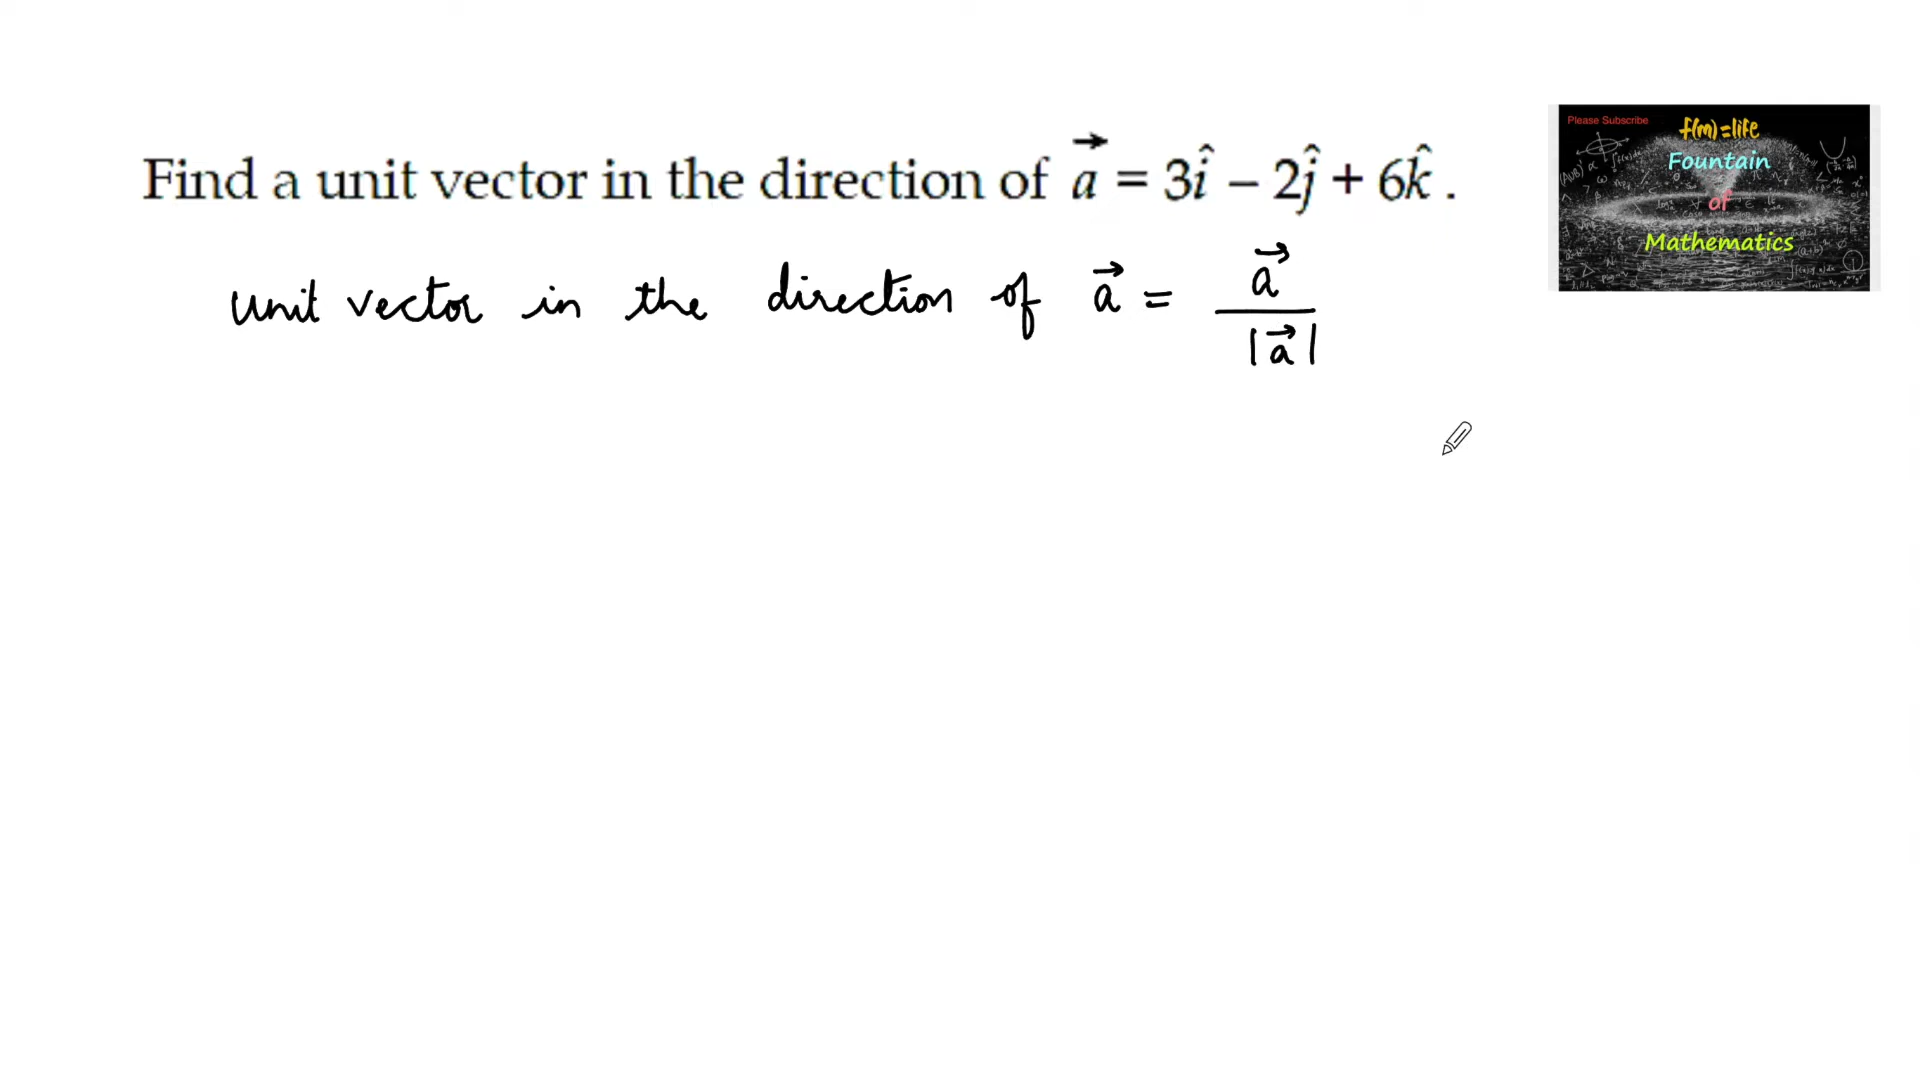 Find a unit vector in the direction of a⃗ = 3î − 2ĵ + 6k̂ .
unit vector in the direction of a⃗ = a⃗ / |a⃗|
Please Subscribe
f(m)=life
Fountain
of
Mathematics